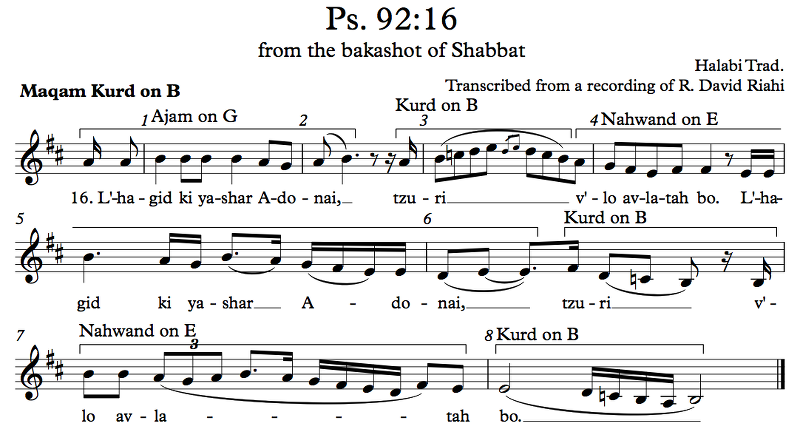 Ps. 92:16
from the bakashot of Shabbat
Halabi Trad.
Transcribed from a recording of R. David Riahi
Maqam Kurd on B
1 Ajam on G 2 Kurd on B 3 4 Nahwand on E
16. L'-ha - gid ki ya-shar A-do - nai, tzu - ri v'-lo av-la-tah bo. L'-ha-
5 6 Kurd on B
gid ki ya - shar A - do - nai, tzu - ri v'-
7 Nahwand on E 3 8 Kurd on B
lo av - la - - - - tah bo.